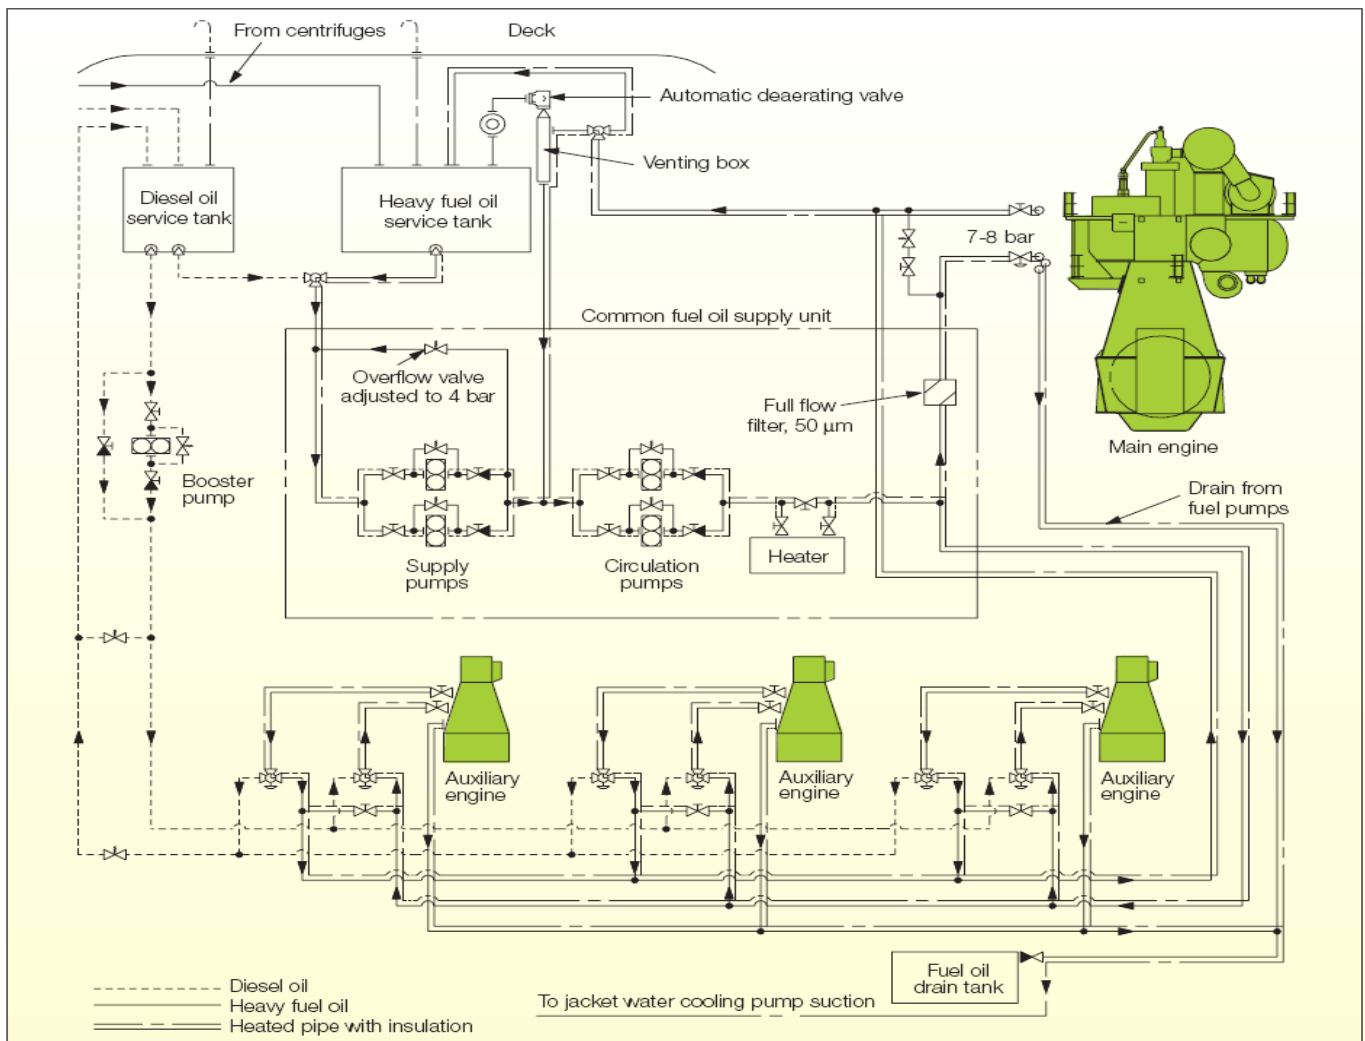 From centrifuges
Deck
Automatic deaerating valve
Venting box
Diesel oil
service tank
Heavy fuel oil
service tank
7-8 bar
Common fuel oil supply unit
Overflow valve
adjusted to 4 bar
Full flow
filter, 50 µm
Main engine
Booster
pump
Drain from
fuel pumps
Supply
pumps
Circulation
pumps
Heater
Auxiliary
engine
Auxiliary
engine
Auxiliary
engine
Fuel oil
drain tank
To jacket water cooling pump suction
Diesel oil
Heavy fuel oil
Heated pipe with insulation